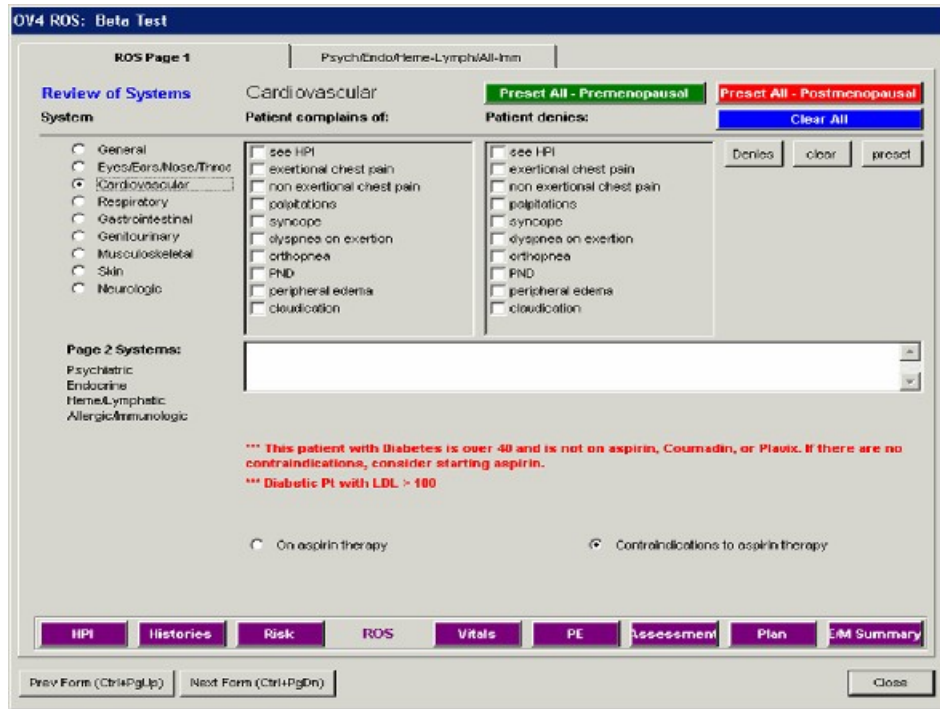 OV4 ROS: Beta Test
ROS Page 1
Psych/Endo/Heme-Lymph/All-Imm
Review of Systems
Cardiovascular
Preset All - Premenopausal
Preset All - Postmenopausal
System
Patient complains of:
Patient denies:
Clear All
General
Eyes/Ears/Nose/Throa
Cardiovascular
Respiratory
Gastrointestinal
Genitourinary
Musculoskeletal
Skin
Neurologic
see HPI
exertional chest pain
non exertional chest pain
palpitations
syncope
dyspnea on exertion
orthopnea
PND
peripheral edema
claudication
see HPI
exertional chest pain
non exertional chest pain
palpitations
syncope
dyspnea on exertion
orthopnea
PND
peripheral edema
claudication
Denies
clear
preset
Page 2 Systems:
Psychiatric
Endocrine
Heme/Lymphatic
Allergic/Immunologic
*** This patient with Diabetes is over 40 and is not on aspirin, Coumadin, or Plavix. If there are no
contraindications, consider starting aspirin.
*** Diabetic Pt with LDL > 100
On aspirin therapy
Contraindications to aspirin therapy
HPI
Histories
Risk
ROS
Vitals
PE
Assessment
Plan
E/M Summary
Prev Form (Ctrl+PgUp)
Next Form (Ctrl+PgDn)
Close